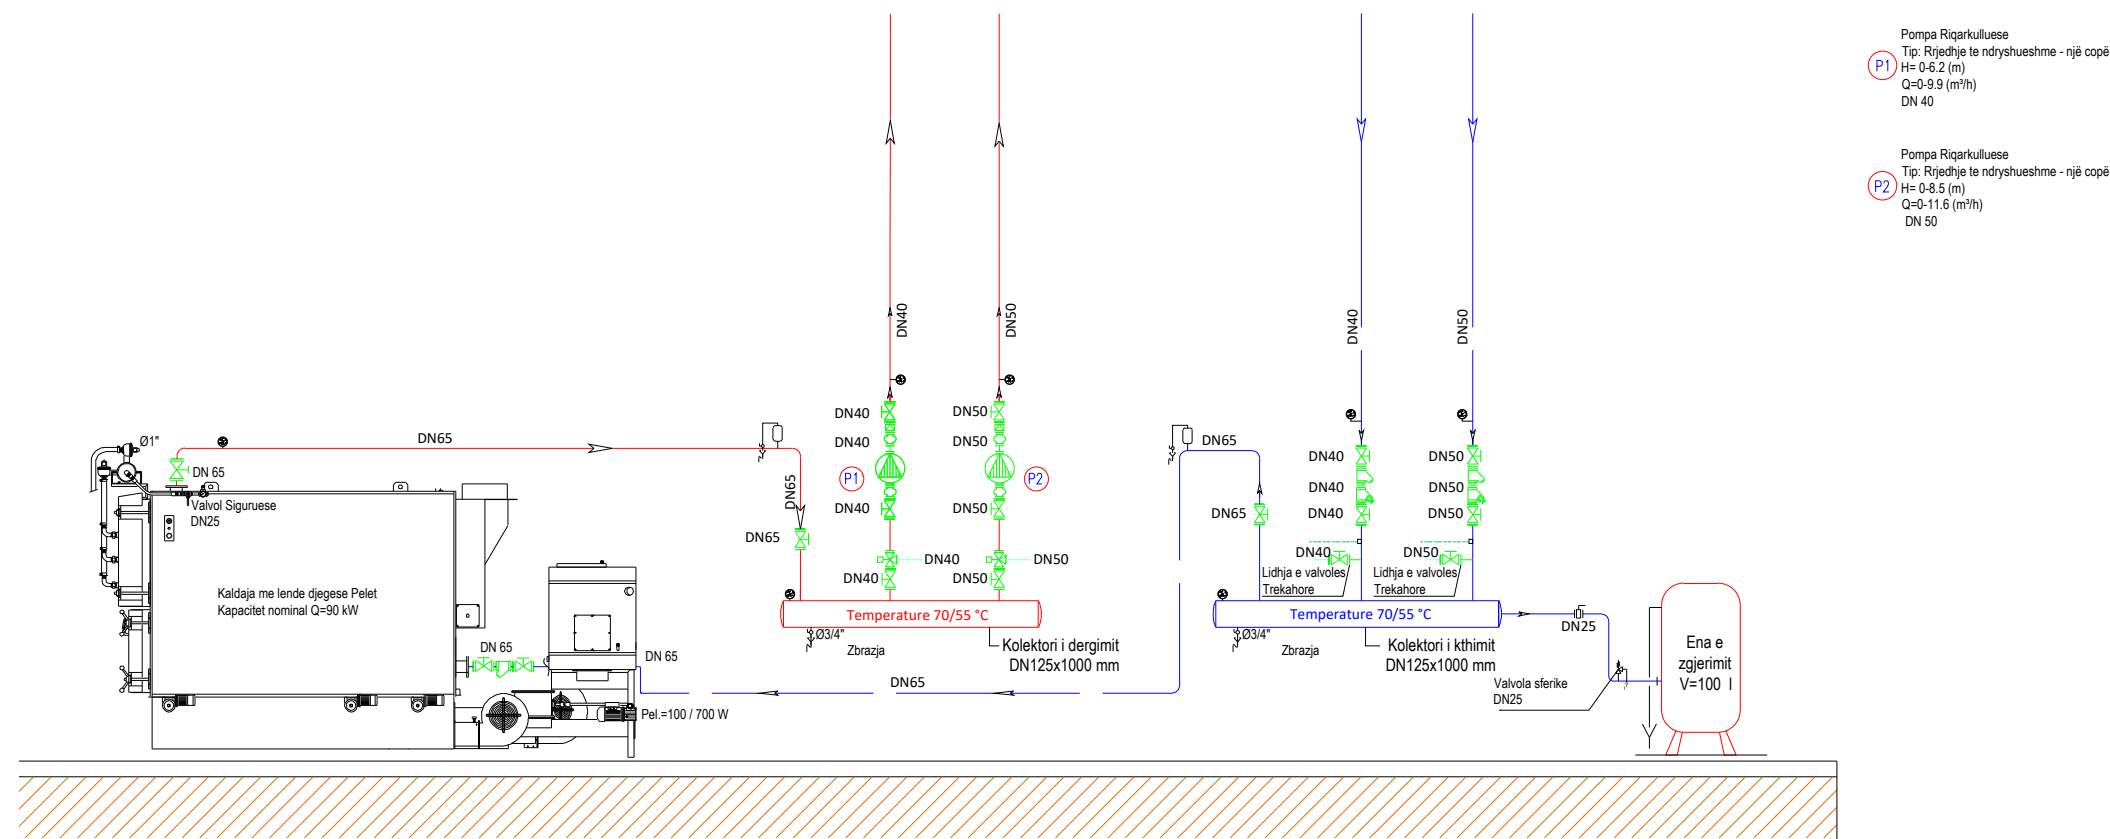 Pompa Riqarkulluese
Tip: Rrjedhje te ndryshueshme - një copë
P1
H= 0-6.2 (m)
Q=0-9.9 (m³/h)
DN 40
Pompa Riqarkulluese
Tip: Rrjedhje te ndryshueshme - një copë
P2
H= 0-8.5 (m)
Q=0-11.6 (m³/h)
DN 50
DN40
DN50
DN40
DN50
Ø1"
DN65
DN 65
Valvol Siguruese
DN25
Kaldaja me lende djegese Pelet
Kapacitet nominal Q=90 kW
DN 65
DN 65
Pel.=100 / 700 W
DN65
DN65
DN40
DN50
DN40
DN50
P1
P2
DN40
DN50
DN40
DN50
DN40
DN50
Temperature 70/55 °C
Ø3/4"
Zbrazja
Kolektori i dergimit
DN125x1000 mm
DN65
DN65
DN65
DN40
DN50
DN40
DN50
DN40
DN50
DN40
DN50
Lidhja e valvoles
Trekahore
Lidhja e valvoles
Trekahore
Temperature 70/55 °C
Ø3/4"
Zbrazja
Kolektori i kthimit
DN125x1000 mm
DN25
Valvola sferike
DN25
Ena e
zgjerimit
V=100 l